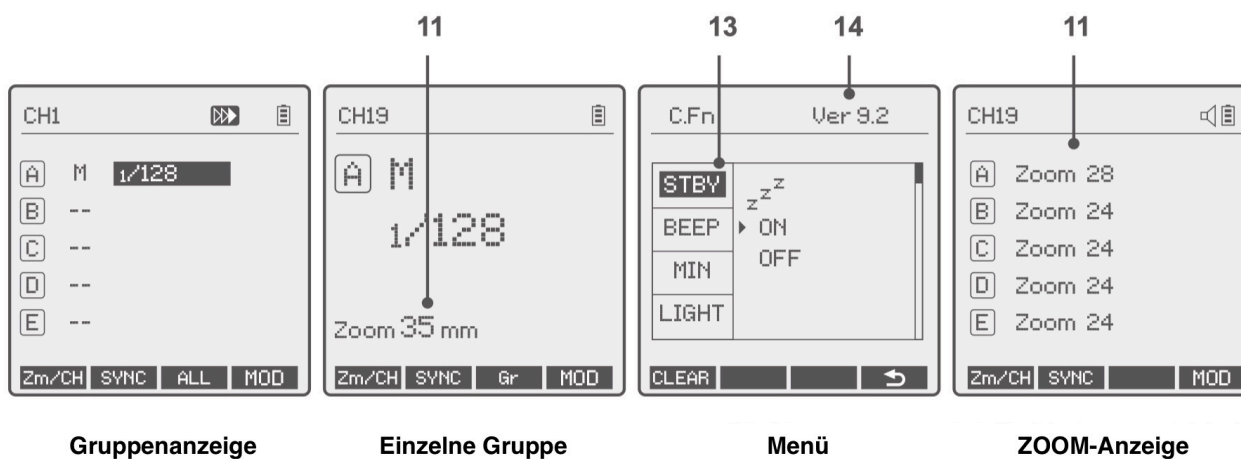 11
13
14
11
CH1
A M 1/128
B --
C --
D --
E --
Zm/CH SYNC ALL MOD
Gruppenanzeige
CH19
A M
1/128
Zoom 35 mm
Zm/CH SYNC Gr MOD
Einzelne Gruppe
C.Fn Ver 9.2
STBY zzz
BEEP ON
OFF
MIN
LIGHT
CLEAR
Menü
CH19
A Zoom 28
B Zoom 24
C Zoom 24
D Zoom 24
E Zoom 24
Zm/CH SYNC MOD
ZOOM-Anzeige